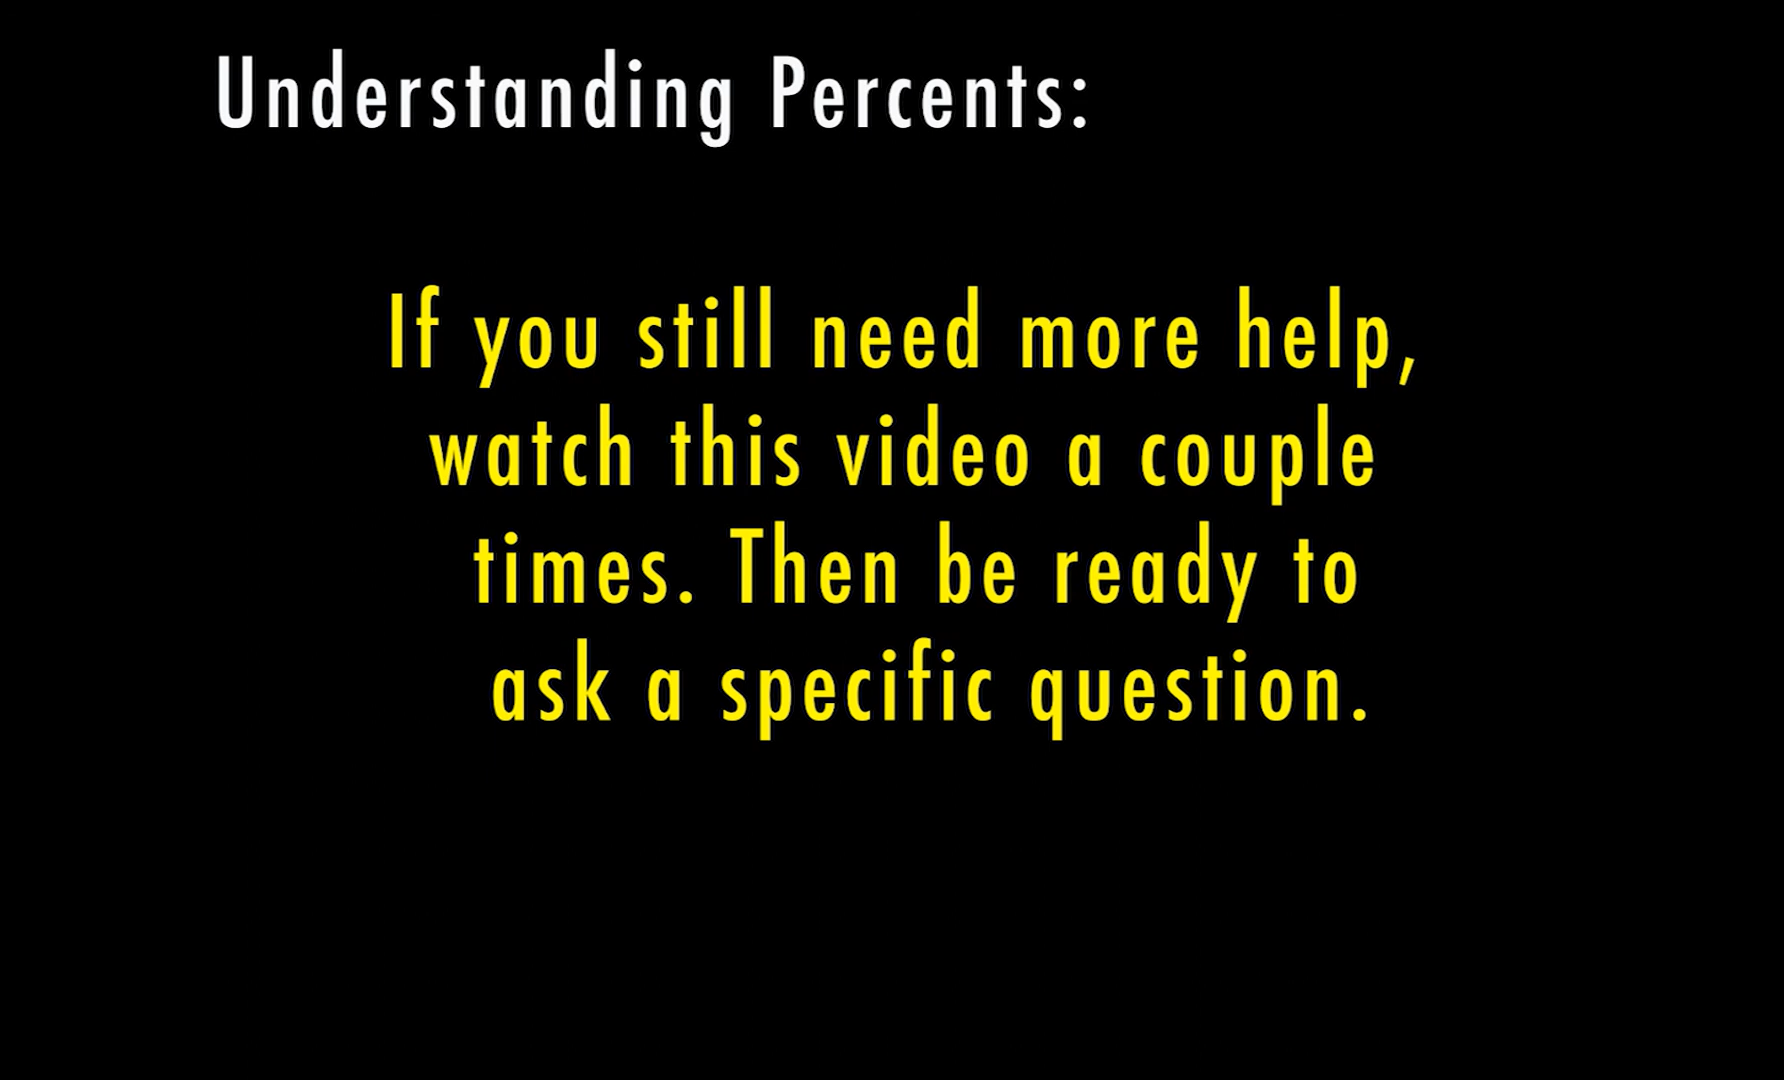 Understanding Percents:
If you still need more help,
watch this video a couple
times. Then be ready to
ask a specific question.